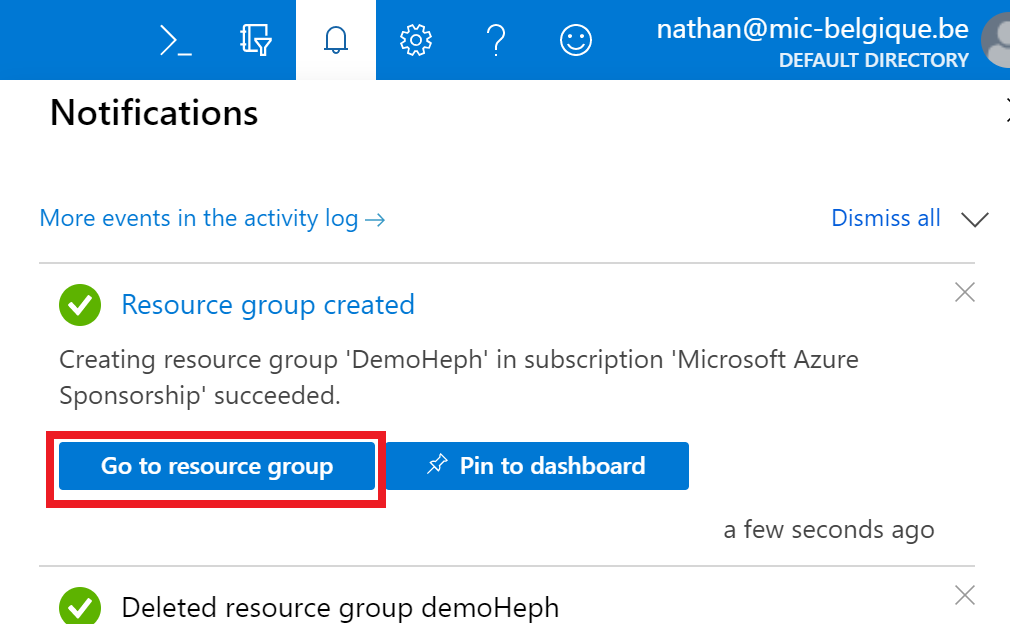 nathan@mic-belgique.be
DEFAULT DIRECTORY
Notifications
More events in the activity log →
Dismiss all
Resource group created
Creating resource group 'DemoHeph' in subscription 'Microsoft Azure
Sponsorship' succeeded.
Go to resource group
Pin to dashboard
a few seconds ago
Deleted resource group demoHeph